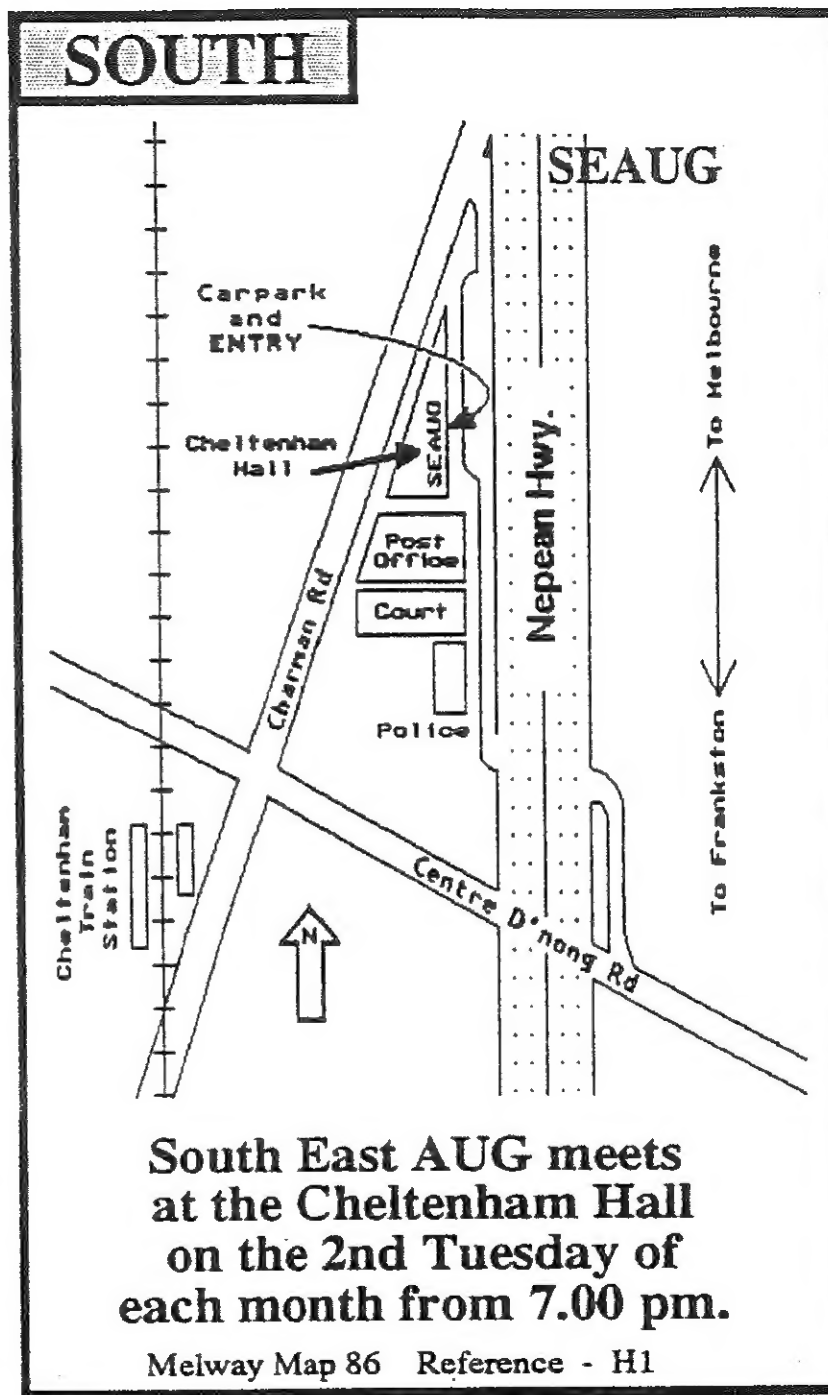 SOUTH
SEAUG
Carpark
and
ENTRY
To Melbourne
Cheltenham
Hall
SEAUG
Nepean Hwy.
Post
Office
Court
Charman Rd
Police
To Frankston
Cheltenham
Train
Station
Centre D'nong Rd
N
South East AUG meets
at the Cheltenham Hall
on the 2nd Tuesday of
each month from 7.00 pm.
Melway Map 86 Reference - H1